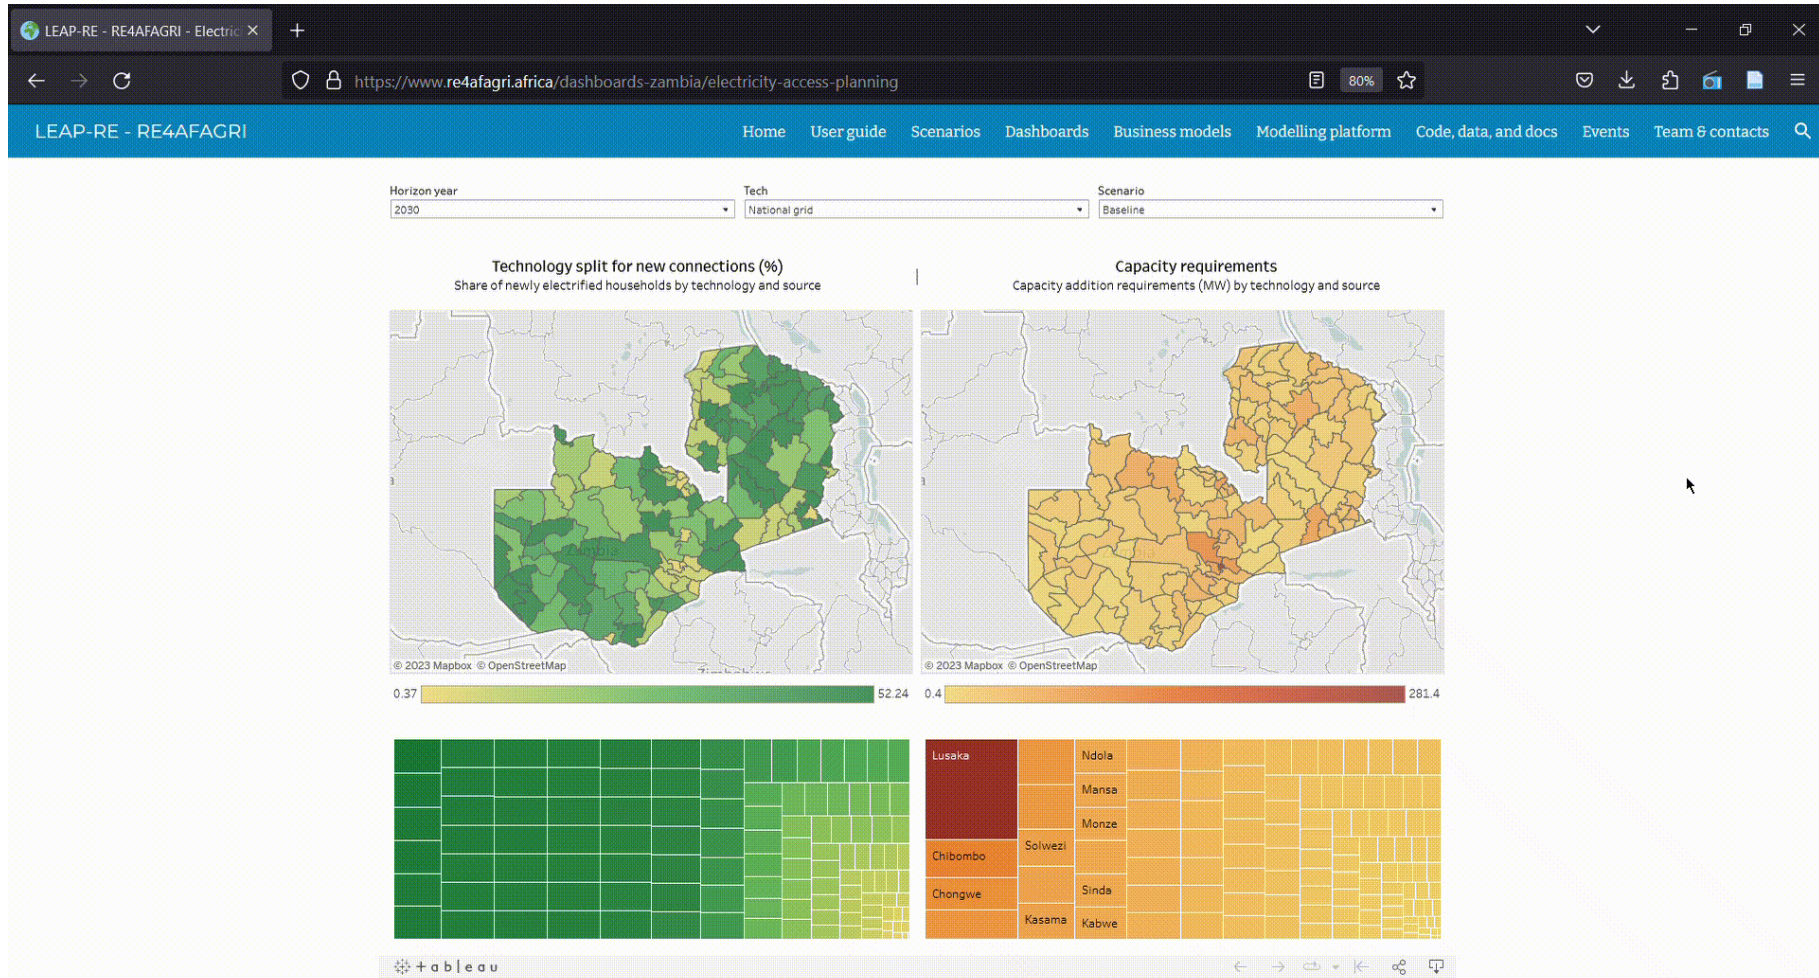 LEAP-RE - RE4AFAGRI - Electric
https://www.re4afagri.africa/dashboards-zambia/electricity-access-planning
80%
LEAP-RE - RE4AFAGRI
Home User guide Scenarios Dashboards Business models Modelling platform Code, data, and docs Events Team & contacts
Horizon year Tech Scenario
2030 National grid Baseline
Technology split for new connections (%) | Capacity requirements
Share of newly electrified households by technology and source Capacity addition requirements (MW) by technology and source
Zambia Zambia
© 2023 Mapbox © OpenStreetMap Zimbabwe © 2023 Mapbox © OpenStreetMap
0.37 52.24 0.4 281.4
Lusaka Ndola
Mansa
Monze
Solwezi
Chibombo
Sinda
Chongwe
Kasama Kabwe
+ableau